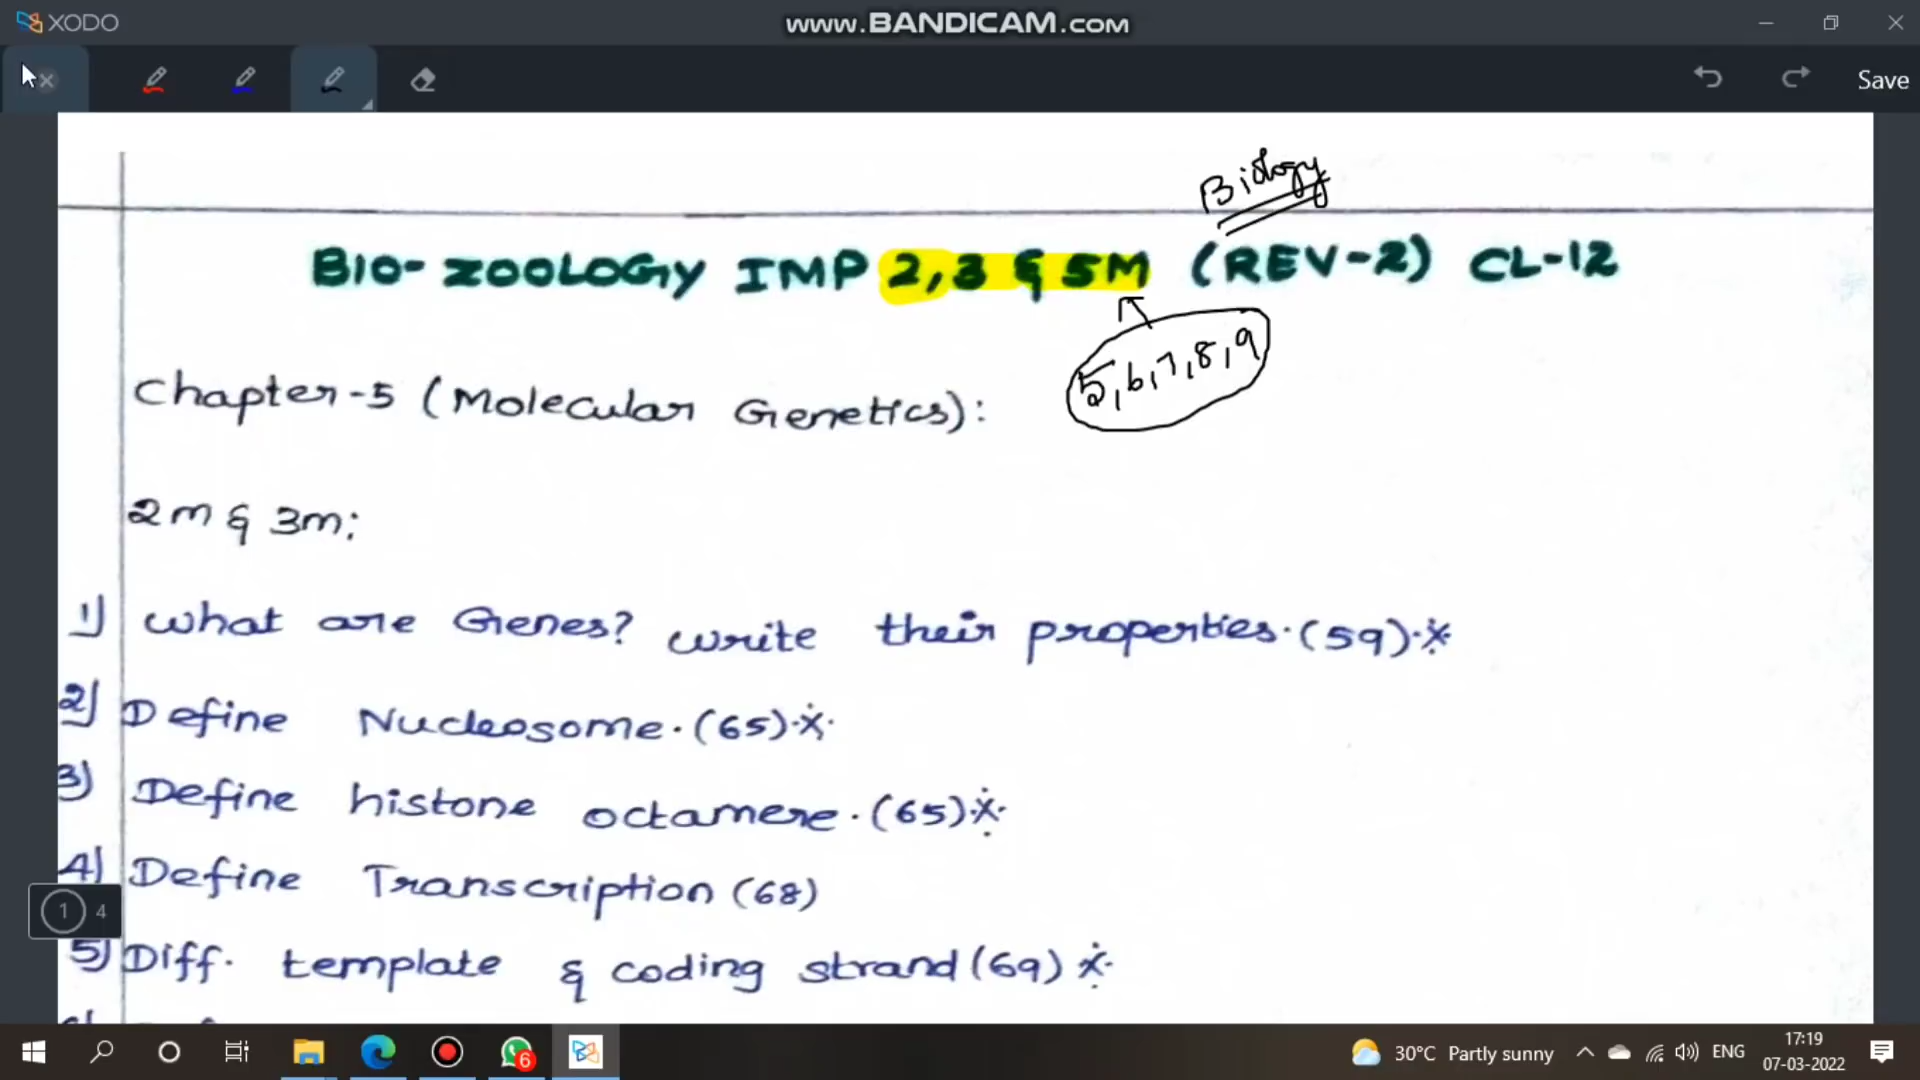 XODO
www.BANDICAM.com
Save
Biology
BIO-ZOOLOGY IMP 2,3 & 5M (REV-2) CL-12
5,6,7,8,9
Chapter-5 (Molecular Genetics):
2m & 3m:
1) What are Genes? Write their properties. (59)※
2) Define Nucleosome. (65)※
3) Define histone octamere. (65)※
4) Define Transcription (68)
1 4
5) Diff. template & coding strand (69) ※
6
30°C Partly sunny
ENG
17:19
07-03-2022